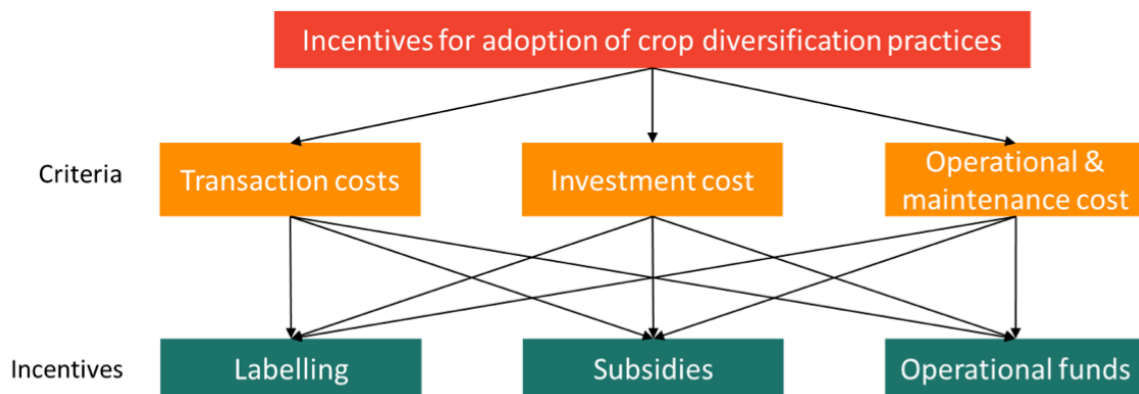 Incentives for adoption of crop diversification practices
Criteria
Transaction costs
Investment cost
Operational &
maintenance cost
Incentives
Labelling
Subsidies
Operational funds